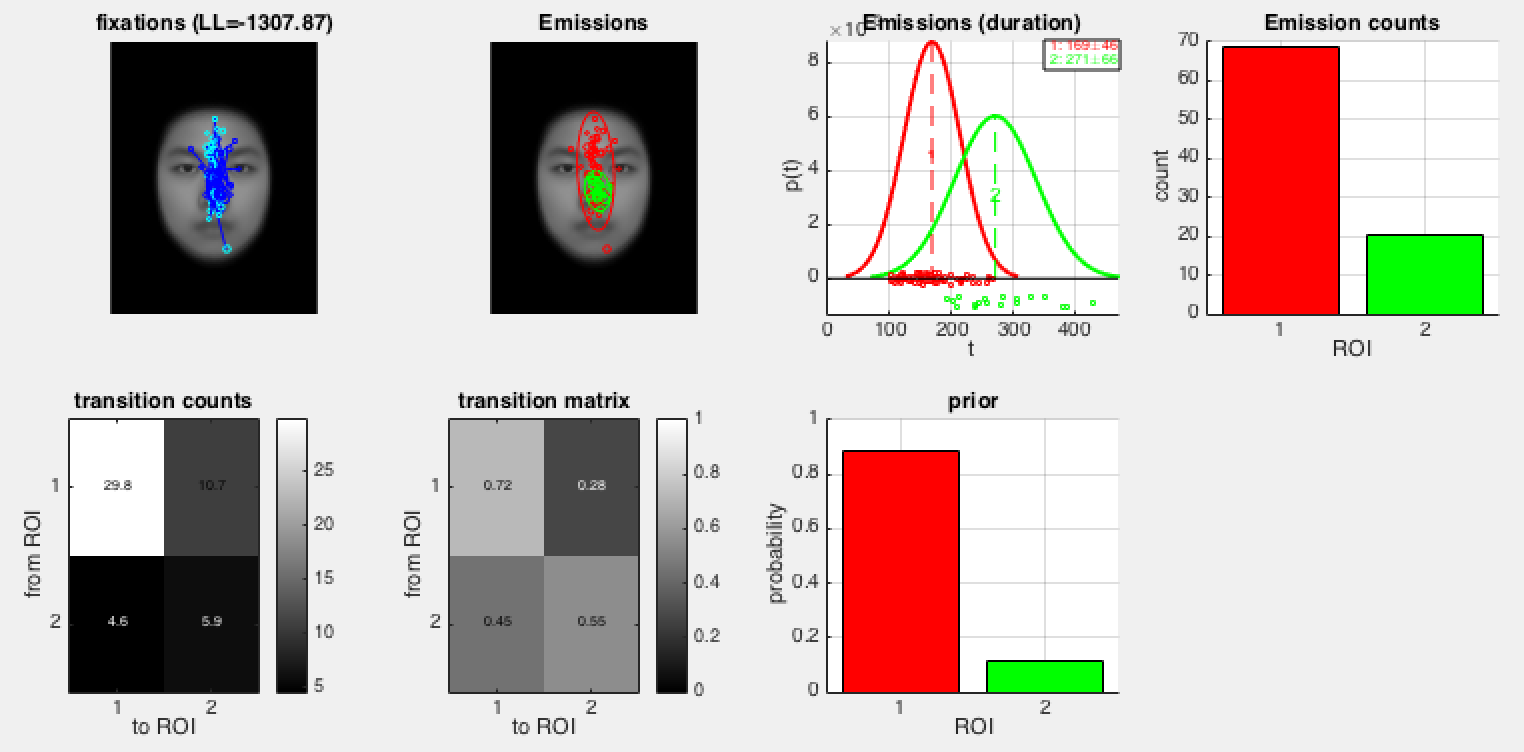 fixations (LL=-1307.87)
Emissions
Emissions (duration)
Emission counts
8
6
4
2
0
p(t)
1: 169±46
2: 271±66
2
0 100 200 300 400
t
70
60
50
40
30
20
10
0
count
1 2
ROI
transition counts
from ROI
1
2
29.8 10.7
4.6 5.9
1 2
to ROI
25
20
15
10
5
transition matrix
from ROI
1
2
0.72 0.28
0.45 0.55
1 2
to ROI
1
0.8
0.6
0.4
0.2
0
prior
probability
1
0.8
0.6
0.4
0.2
0
1 2
ROI